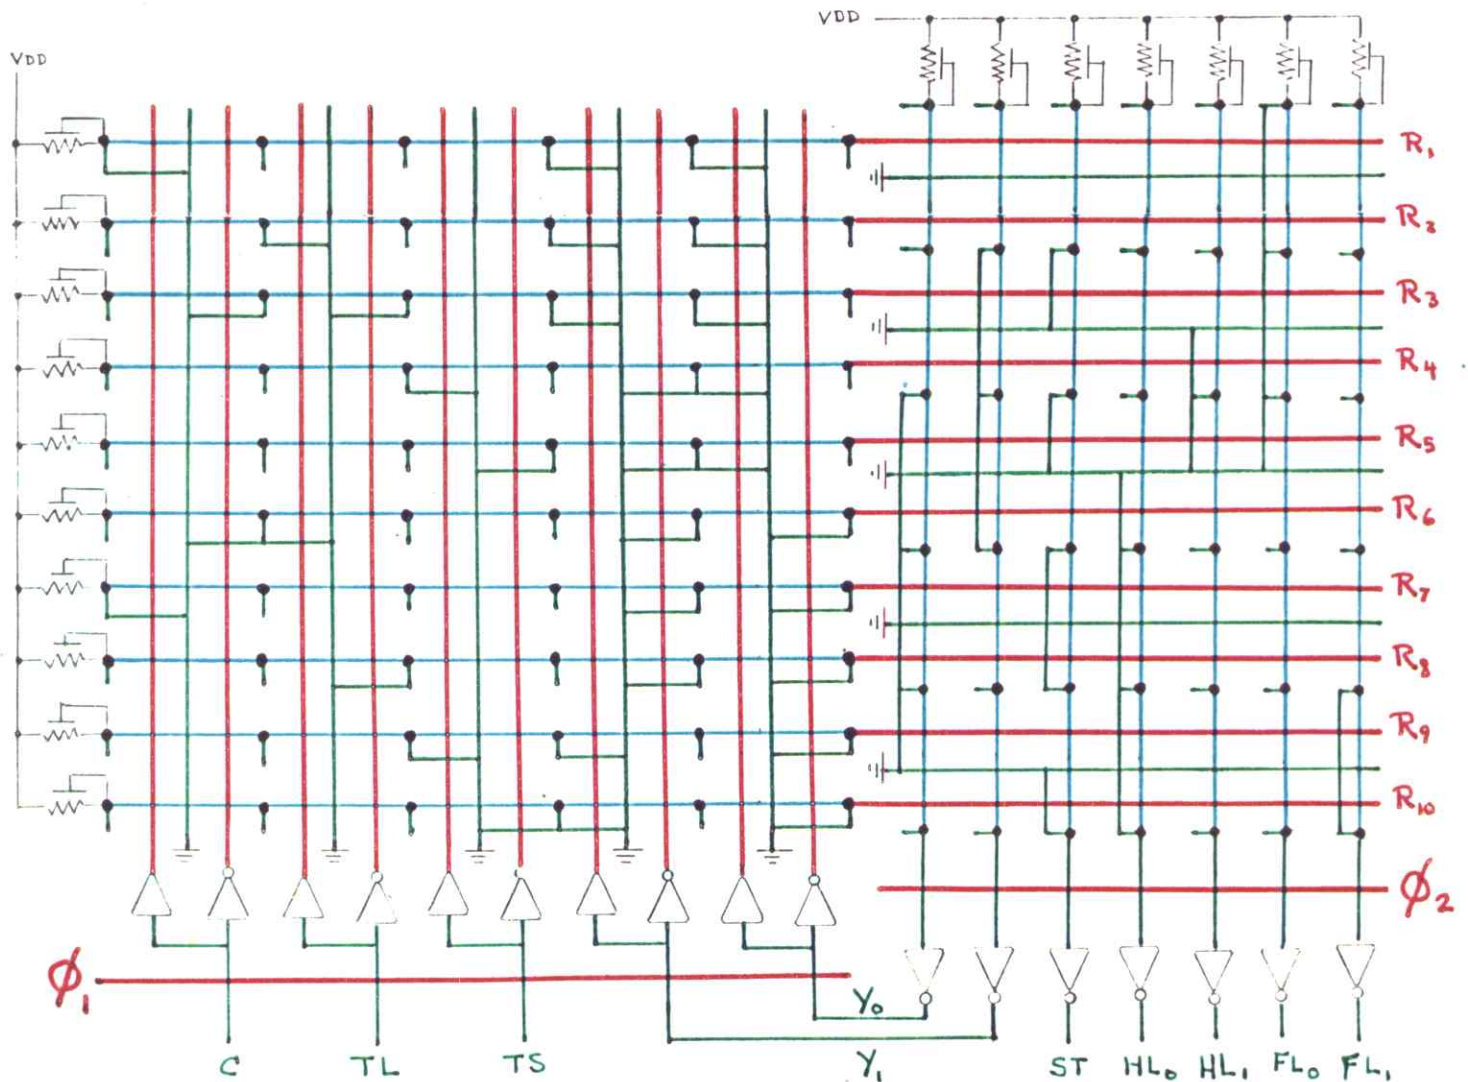 VDD
VDD
R₁
R₂
R₃
R₄
R₅
R₆
R₇
R₈
R₉
R₁₀
ϕ₂
ϕ₁
Y₀
C TL TS Y₁ ST HL₀ HL₁ FL₀ FL₁